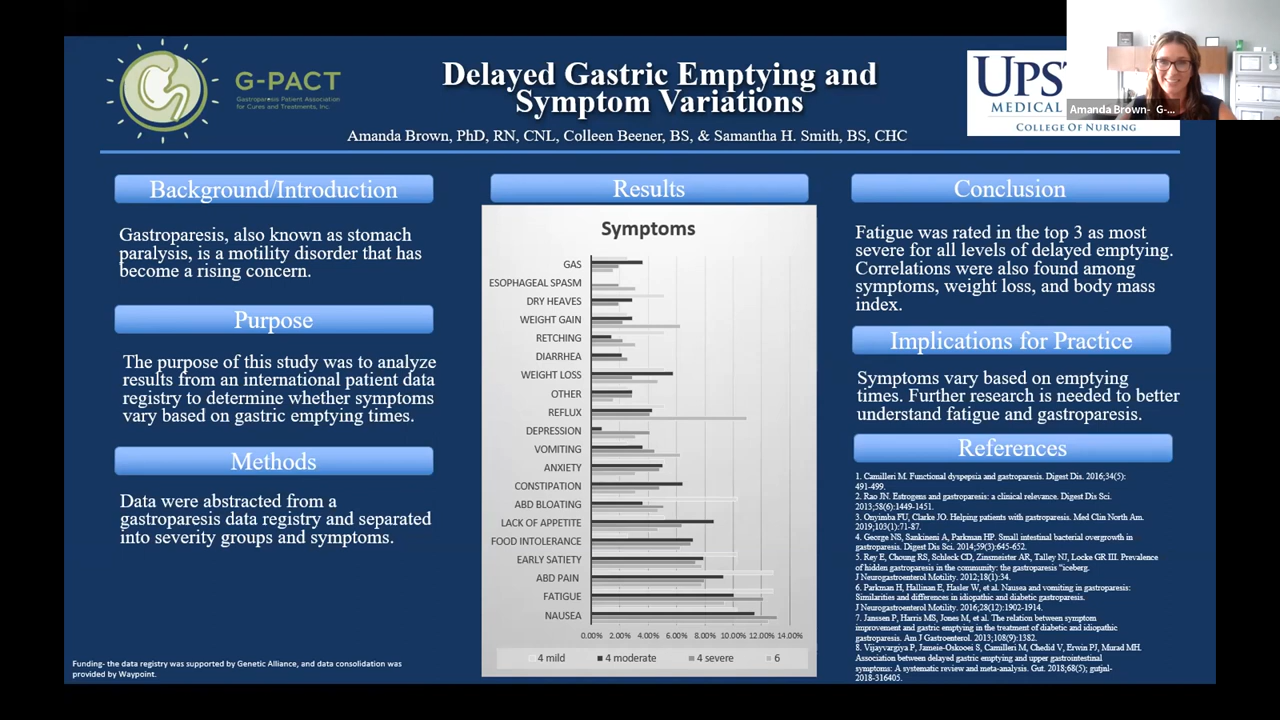 G-PACT
Gastroparesis Patient Association
for Cures and Treatments, Inc.
Delayed Gastric Emptying and
Symptom Variations
Amanda Brown, PhD, RN, CNL, Colleen Beener, BS, & Samantha H. Smith, BS, CHC
UPS
MEDICAL
COLLEGE OF NURSING
Amanda Brown- G-...
Background/Introduction
Gastroparesis, also known as stomach
paralysis, is a motility disorder that has
become a rising concern.
Purpose
The purpose of this study was to analyze
results from an international patient data
registry to determine whether symptoms
vary based on gastric emptying times.
Methods
Data were abstracted from a
gastroparesis data registry and separated
into severity groups and symptoms.
Funding- the data registry was supported by Genetic Alliance, and data consolidation was
provided by Waypoint.
Results
Symptoms
GAS
ESOPHAGEAL SPASM
DRY HEAVES
WEIGHT GAIN
RETCHING
DIARRHEA
WEIGHT LOSS
OTHER
REFLUX
DEPRESSION
VOMITING
ANXIETY
CONSTIPATION
ABD BLOATING
LACK OF APPETITE
FOOD INTOLERANCE
EARLY SATIETY
ABD PAIN
FATIGUE
NAUSEA
0.00% 2.00% 4.00% 6.00% 8.00% 10.00% 12.00% 14.00%
4 mild 4 moderate 4 severe 6
Conclusion
Fatigue was rated in the top 3 as most
severe for all levels of delayed emptying.
Correlations were also found among
symptoms, weight loss, and body mass
index.
Implications for Practice
Symptoms vary based on emptying
times. Further research is needed to better
understand fatigue and gastroparesis.
References
1. Camilleri M. Functional dyspepsia and gastroparesis. Digest Dis. 2016;34(5):
491-499.
2. Rao JN. Estrogens and gastroparesis: a clinical relevance. Digest Dis Sci.
2013;58(6):1449-1451.
3. Onyimba FU, Clarke JO. Helping patients with gastroparesis. Med Clin North Am.
2019;103(1):71-87.
4. George NS, Sankineni A, Parkman HP. Small intestinal bacterial overgrowth in
gastroparesis. Digest Dis Sci. 2014;59(3):645-652.
5. Rey E, Choung RS, Schleck CD, Zinsmeister AR, Talley NJ, Locke GR III. Prevalence
of hidden gastroparesis in the community: the gastroparesis "iceberg.
J Neurogastroenterol Motility. 2012;18(1):34.
6. Parkman H, Hallinan E, Hasler W, et al. Nausea and vomiting in gastroparesis:
Similarities and differences in idiopathic and diabetic gastroparesis.
J Neurogastroenterol Motility. 2016;28(12):1902-1914.
7. Janssen P, Harris MS, Jones M, et al. The relation between symptom
improvement and gastric emptying in the treatment of diabetic and idiopathic
gastroparesis. Am J Gastroenterol. 2013;108(9):1382.
8. Vijayvargiya P, Jameie-Oskooei S, Camilleri M, Chedid V, Erwin PJ, Murad MH.
Association between delayed gastric emptying and upper gastrointestinal
symptoms: A systematic review and meta-analysis. Gut. 2018;68(5); gutjnl-
2018-316405.